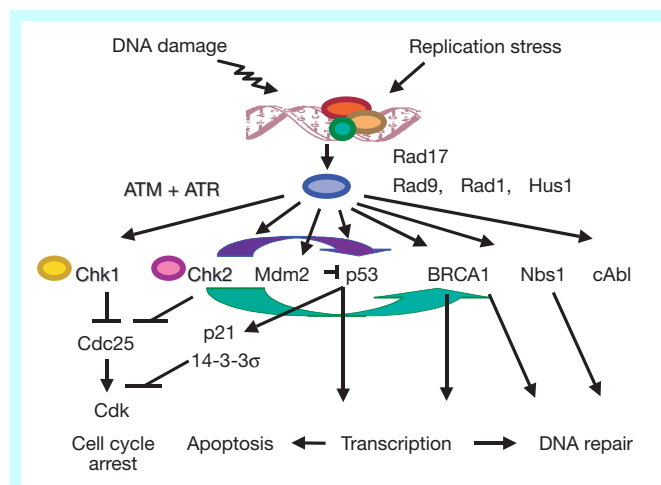 DNA damage
Replication stress
Rad17
ATM + ATR
Rad9, Rad1, Hus1
Chk1
Chk2
Mdm2
p53
BRCA1
Nbs1
cAbl
p21
14-3-3σ
Cdc25
Cdk
Cell cycle
arrest
Apoptosis
Transcription
DNA repair